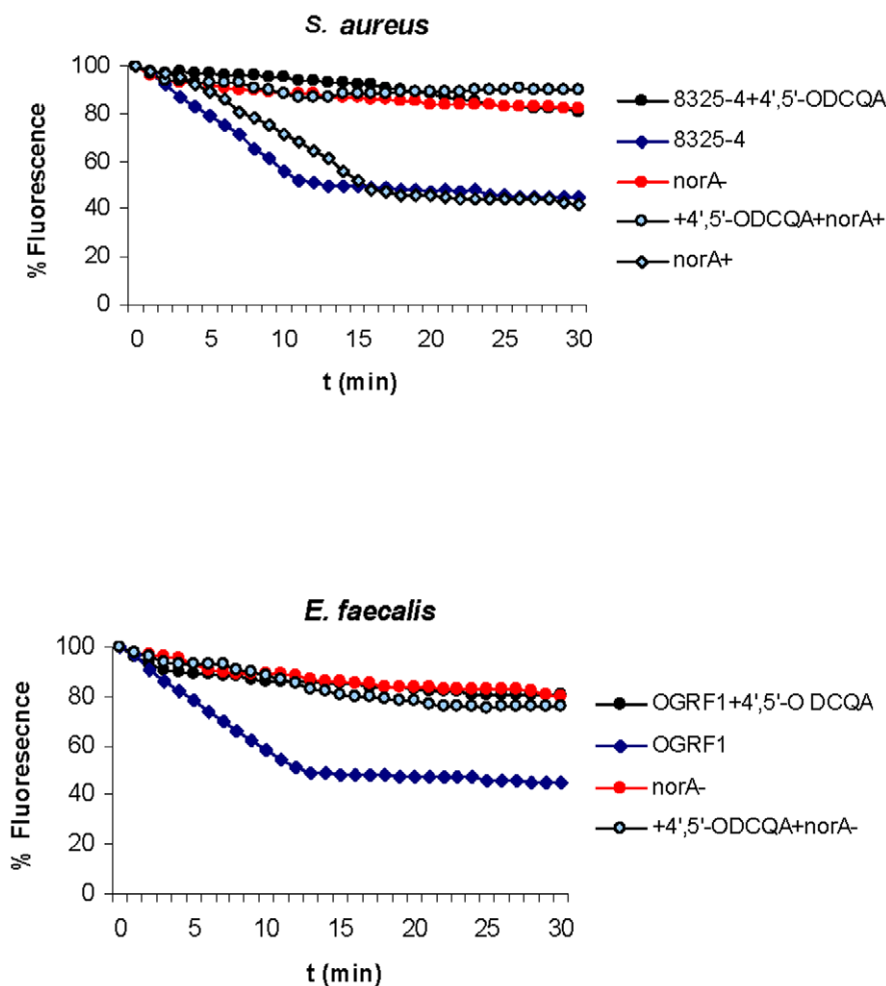 S. aureus
% Fluorescence
100
80
60
40
20
0
0 5 10 15 20 25 30
t (min)
8325-4+4',5'-ODCQA
8325-4
norA-
+4',5'-ODCQA+norA+
norA+
E. faecalis
% Fluoresecnce
100
80
60
40
20
0
0 5 10 15 20 25 30
t (min)
OGRF1+4',5'-O DCQA
OGRF1
norA-
+4',5'-ODCQA+norA-